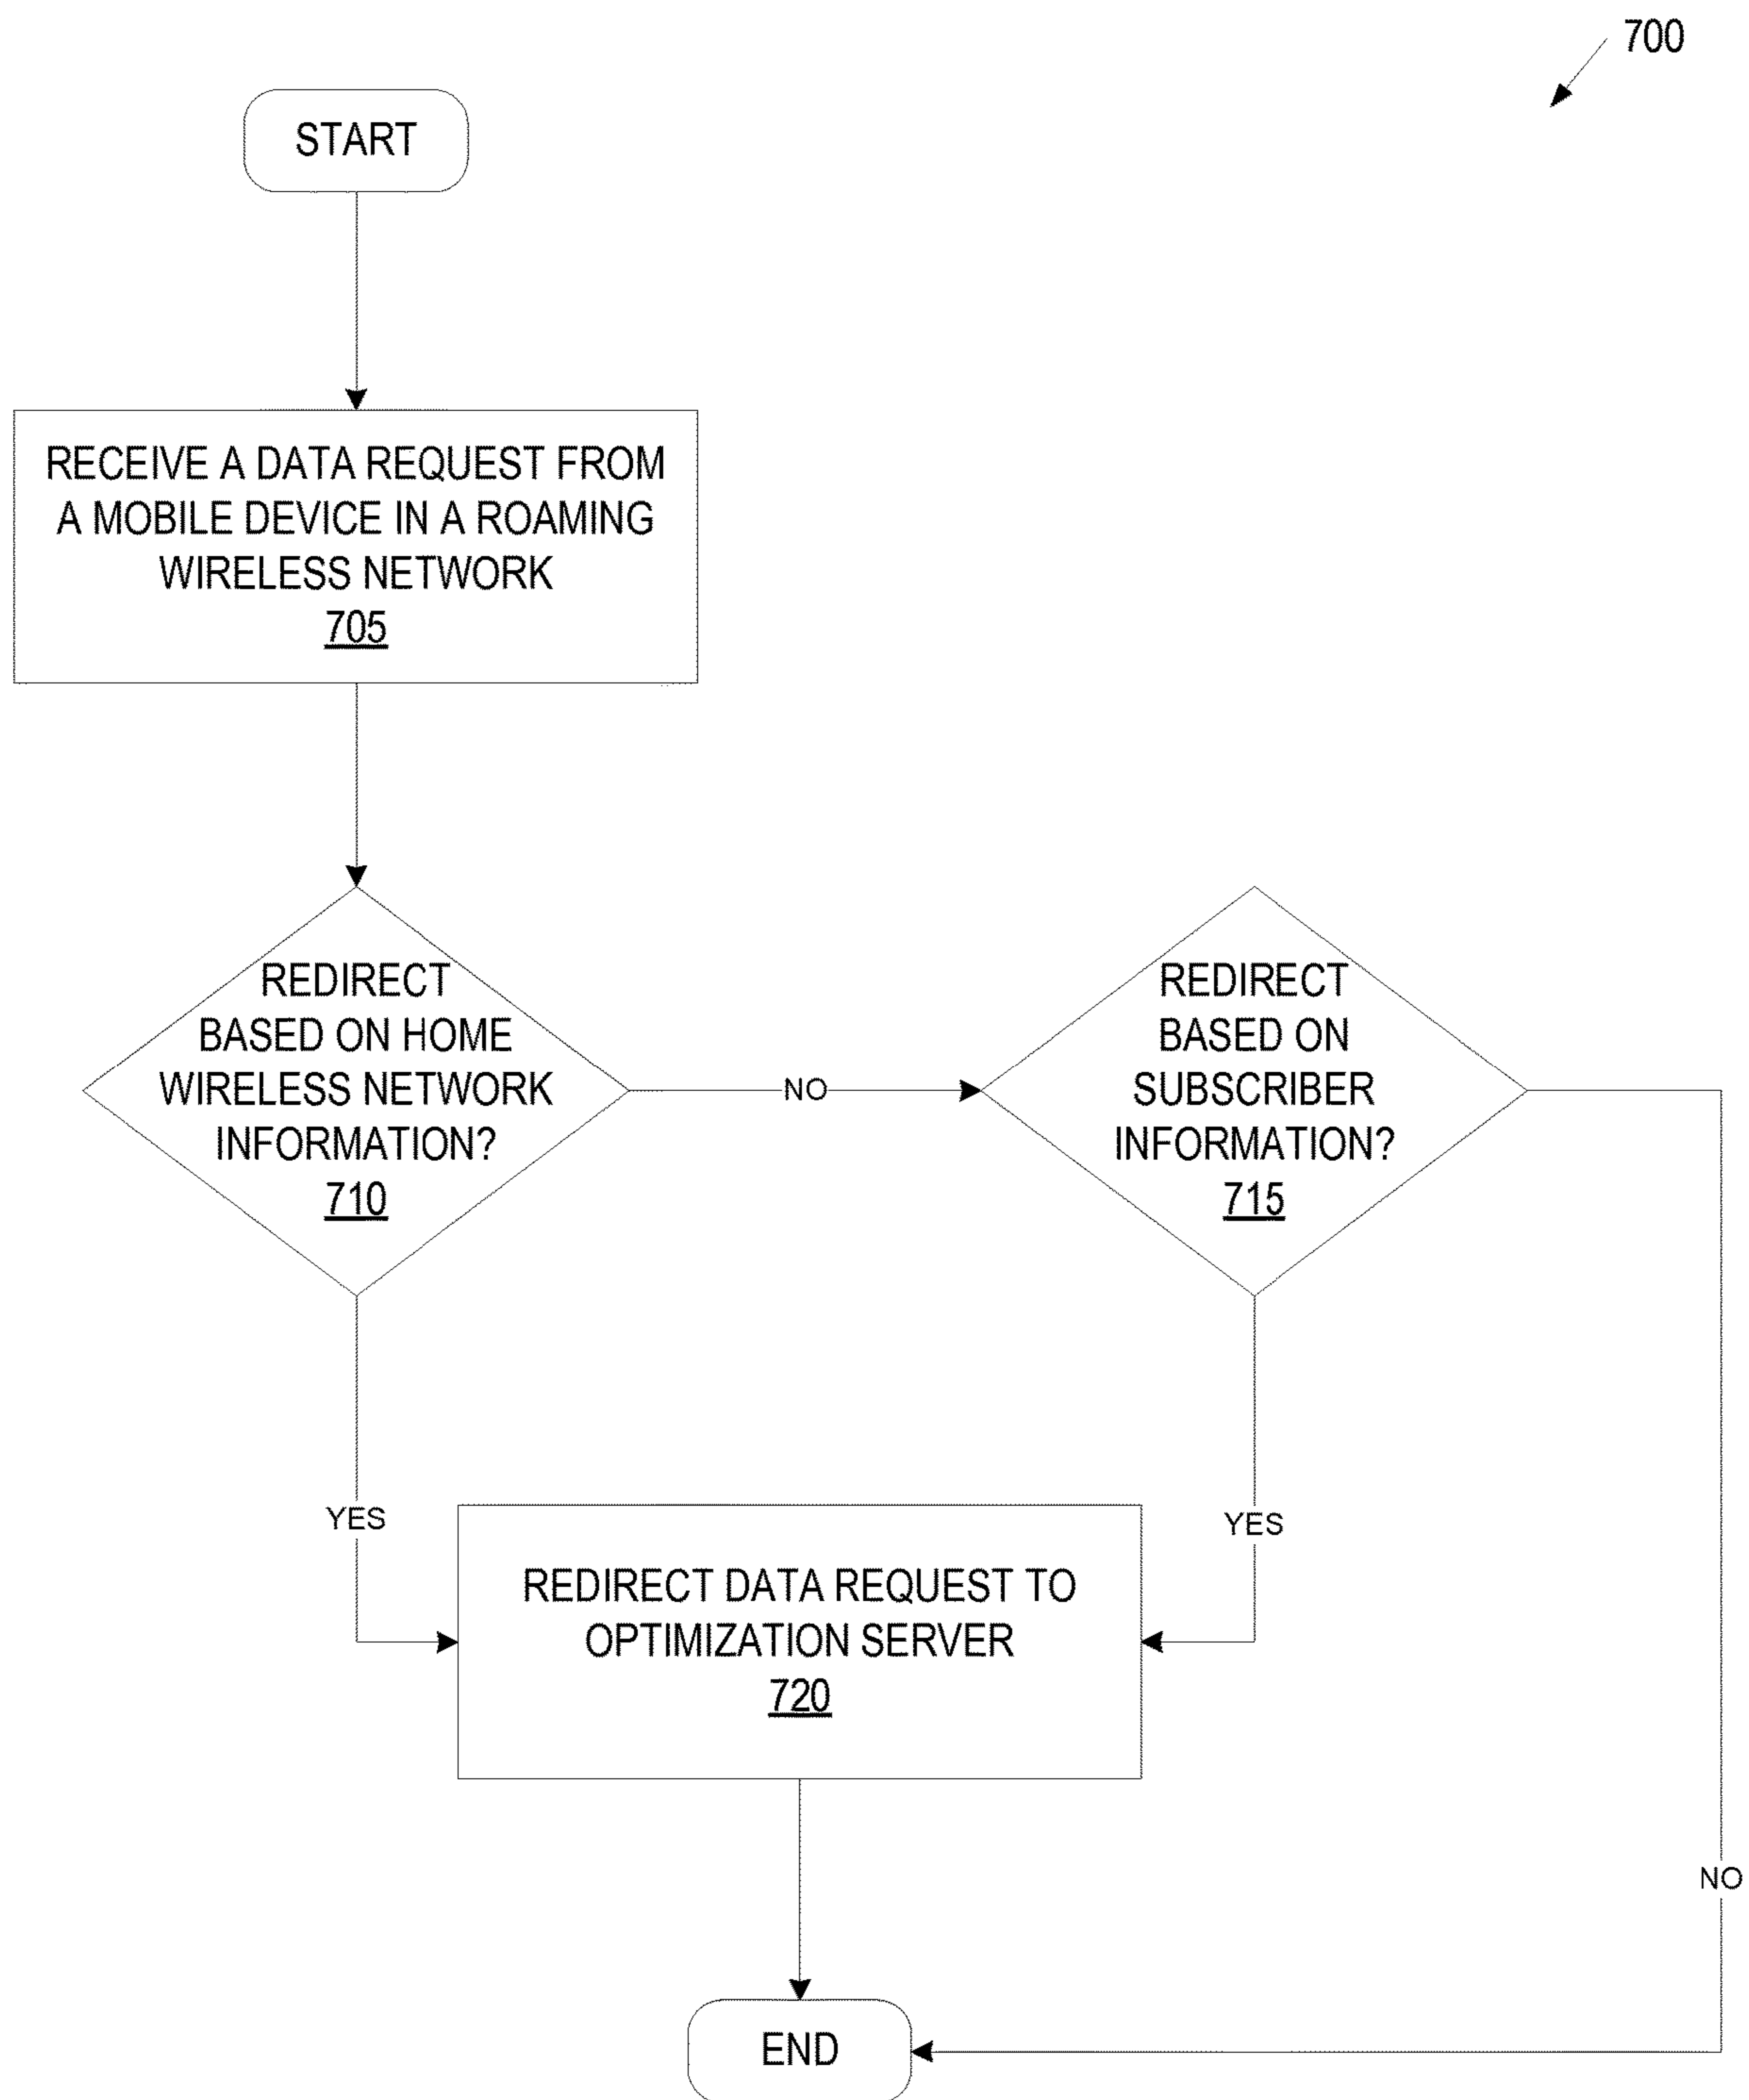 700
START
RECEIVE A DATA REQUEST FROM
A MOBILE DEVICE IN A ROAMING
WIRELESS NETWORK
705
REDIRECT
BASED ON HOME
WIRELESS NETWORK
INFORMATION?
710
NO
REDIRECT
BASED ON
SUBSCRIBER
INFORMATION?
715
YES
YES
REDIRECT DATA REQUEST TO
OPTIMIZATION SERVER
720
NO
END